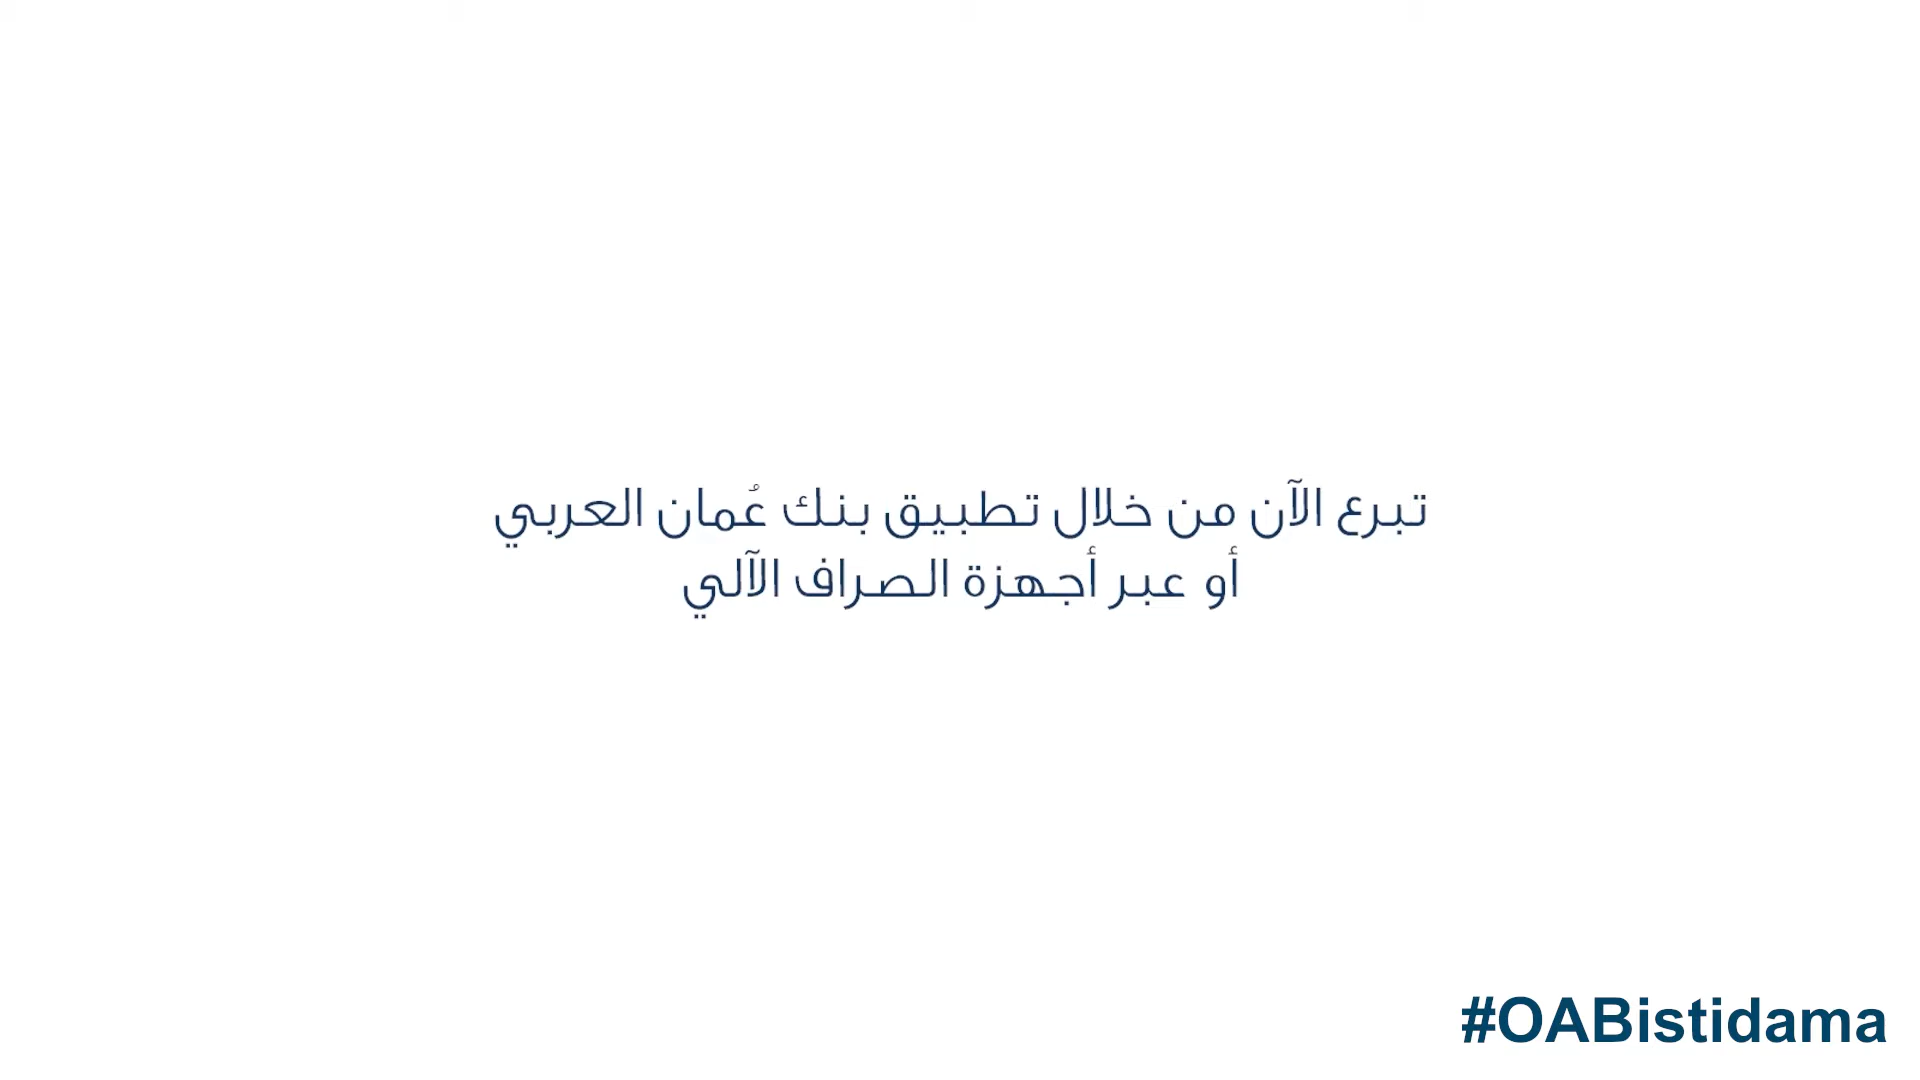 تبرع الآن من خلال تطبيق بنك عُمان العربي
أو عبر أجهزة الصراف الآلي
#OABistidama